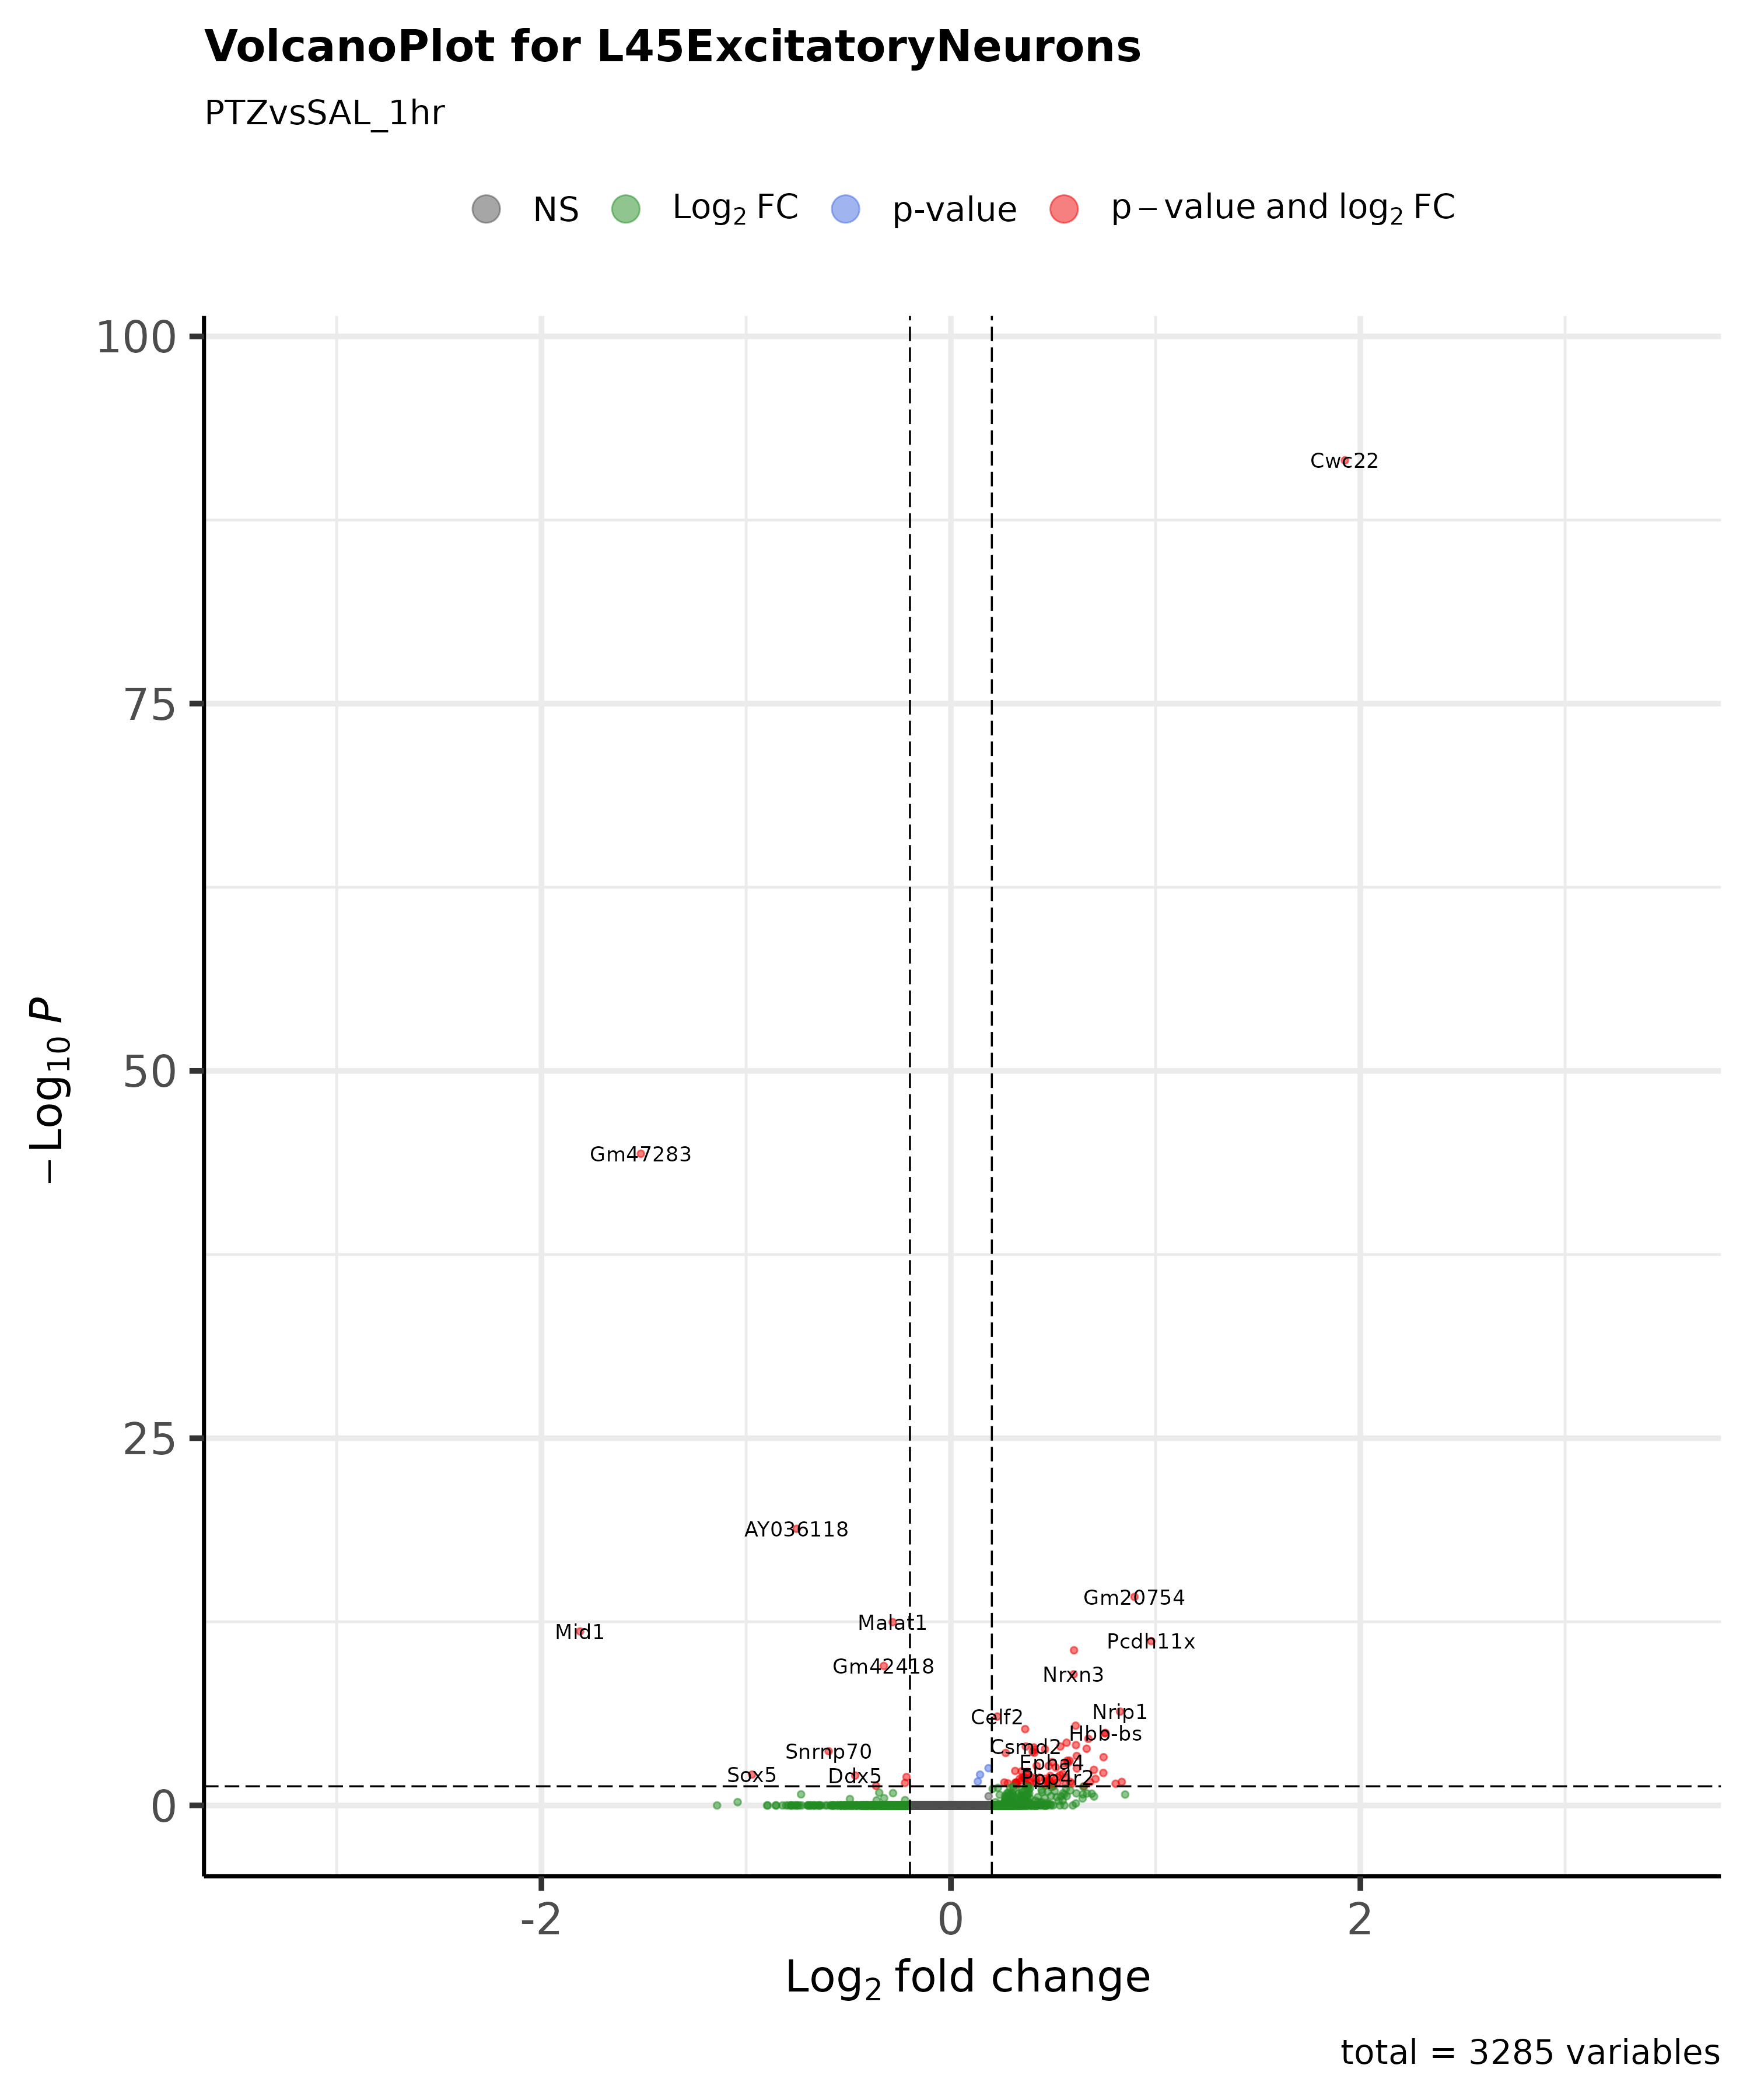 VolcanoPlot for L45ExcitatoryNeurons
PTZvsSAL_1hr
NS Log₂ FC p-value p − value and log₂ FC
100
75
50
25
0
−Log₁₀ P
Cwc22
Gm47283
AY036118
Gm20754
Malat1
Mid1
Pcdh11x
Gm42418
Nrxn3
Nrip1
Celf2
Hbb-bs
Csmd2
Snrnp70
Epha4
Sox5
Ddx5
Ppp4r2
-2 0 2
Log₂ fold change
total = 3285 variables